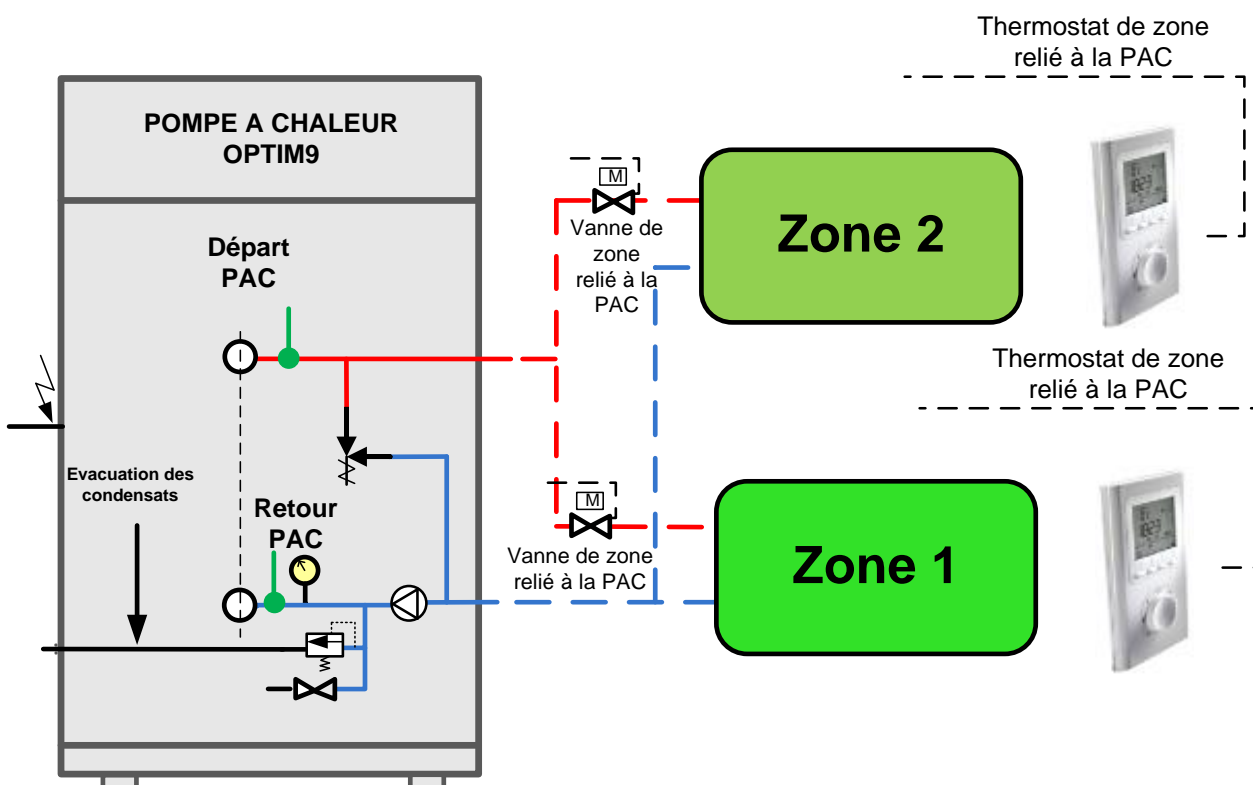 Thermostat de zone
relié à la PAC
POMPE A CHALEUR
OPTIM9
M
Vanne de
zone
relié à la
PAC
Zone 2
Départ
PAC
Thermostat de zone
relié à la PAC
Evacuation des
condensats
Retour
PAC
M
Vanne de zone
relié à la PAC
Zone 1